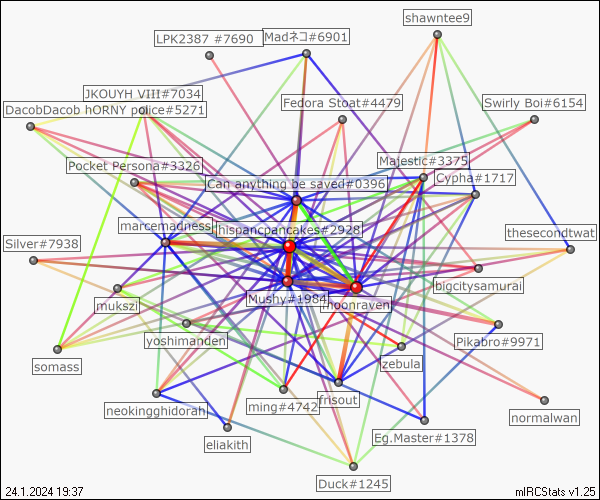 shawntee9
LPK2387 #7690
Madネコ#6901
JKOUYH VIII#7034
DacobDacob hORNY police#5271
Fedora Stoat#4479
Swirly Boi#6154
Pocket Persona#3326
Majestic#3375
Cypha#1717
Can anything be saved#0396
marcemadness
hispancpancakes#2928
thesecondtwat
Silver#7938
mukszi
Mushy#1984
moonraven
bigcitysamurai
yoshimanden
Pikabro#9971
somass
zebula
neokingghidorah
ming#4742
frisout
normalwan
eliakith
Eg.Master#1378
Duck#1245
24.1.2024 19:37
mIRCStats v1.25